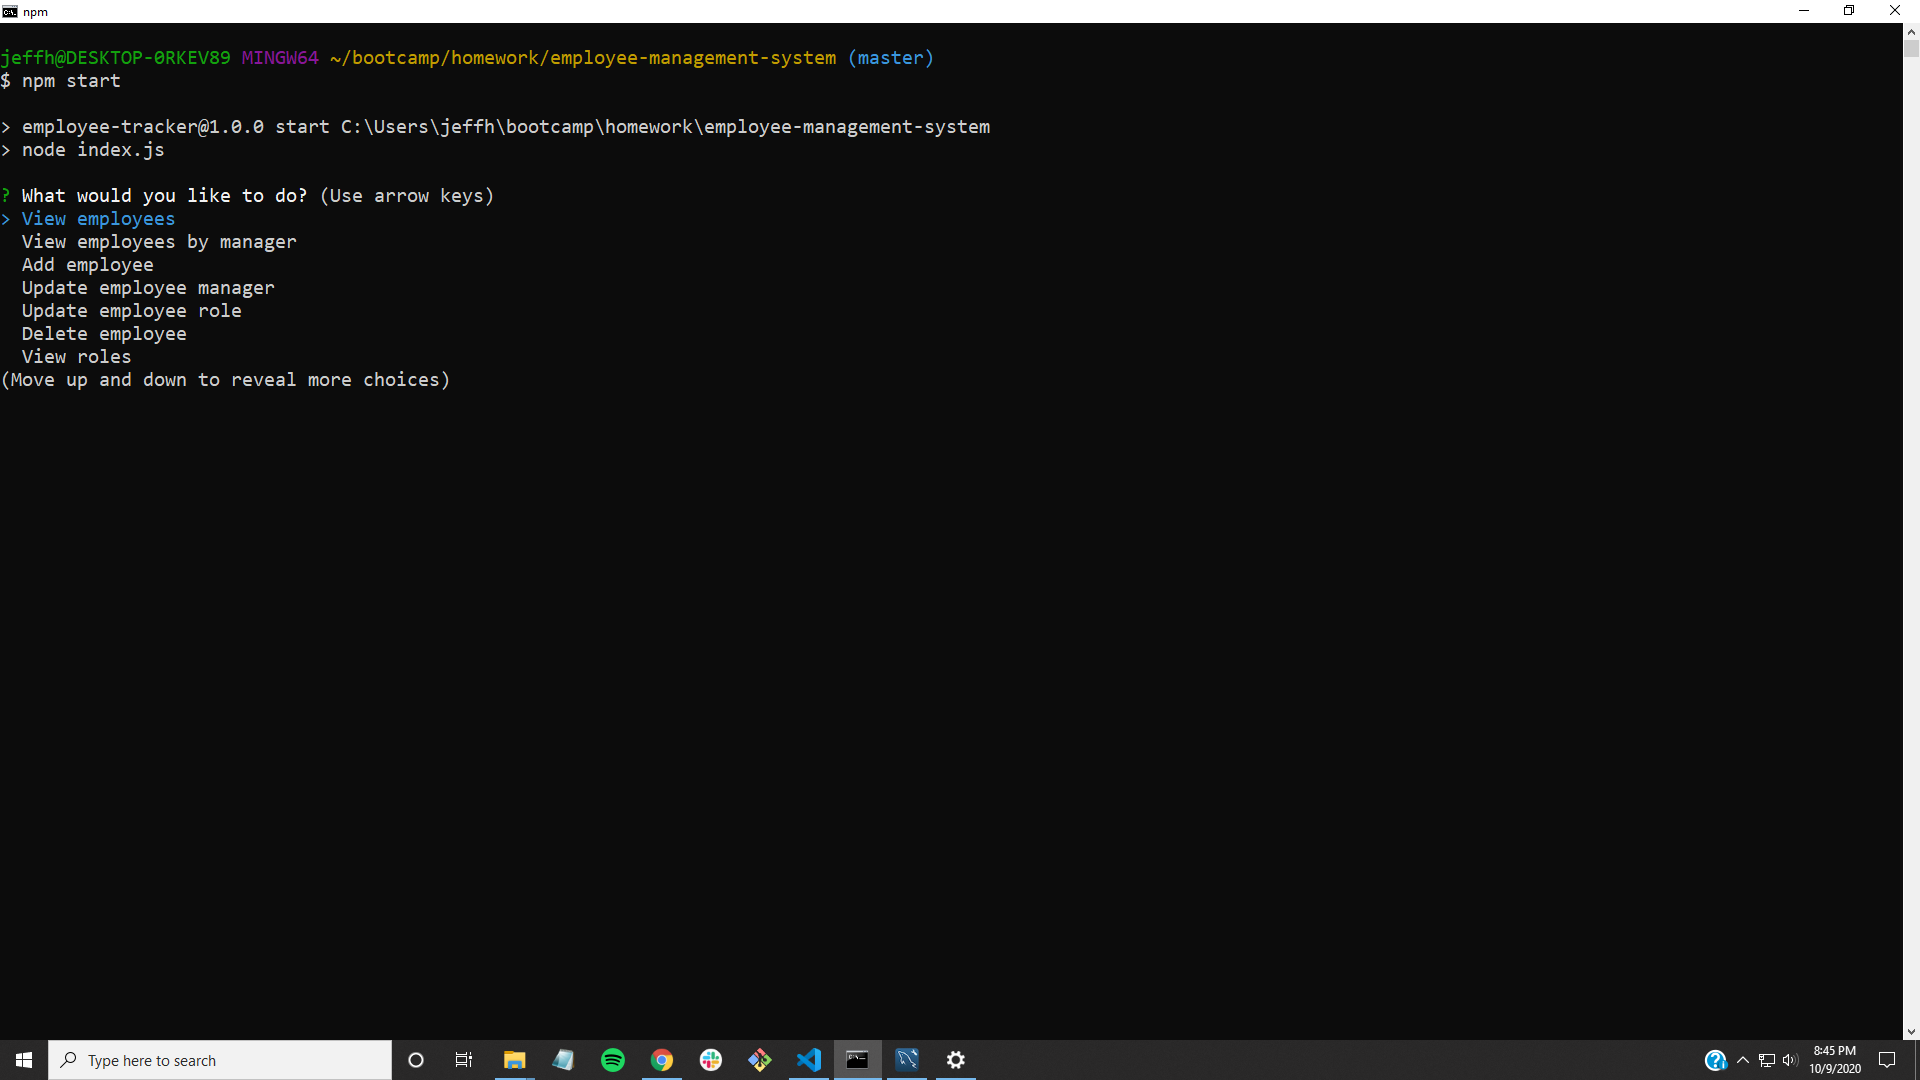 npm
jeffh@DESKTOP-0RKEV89 MINGW64 ~/bootcamp/homework/employee-management-system (master)
$ npm start
> employee-tracker@1.0.0 start C:\Users\jeffh\bootcamp\homework\employee-management-system
> node index.js
? What would you like to do? (Use arrow keys)
> View employees
View employees by manager
Add employee
Update employee manager
Update employee role
Delete employee
View roles
(Move up and down to reveal more choices)
Type here to search
8:45 PM
10/9/2020